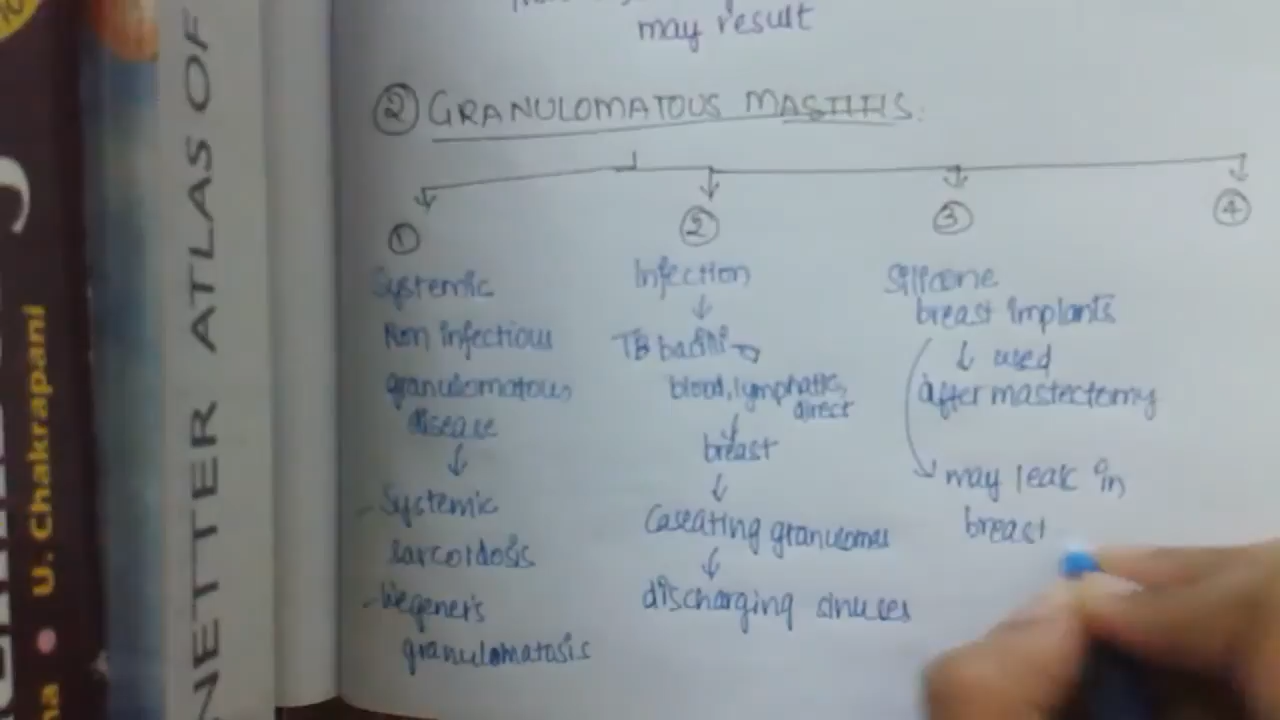 may result
② GRANULOMATOUS MASTITIS.
①
Systemic
Non infectious
granulomatous
disease
- Systemic
sarcoidosis
- Wegener's
granulomatosis
②
Infection
TB bacilli
blood, lymphatic,
direct
breast
Caseating granulomas
discharging sinuses
③
Silicone
breast implants
used
after mastectomy
may leak in
breast
④
NETTER ATLAS OF
U. Chakrapani